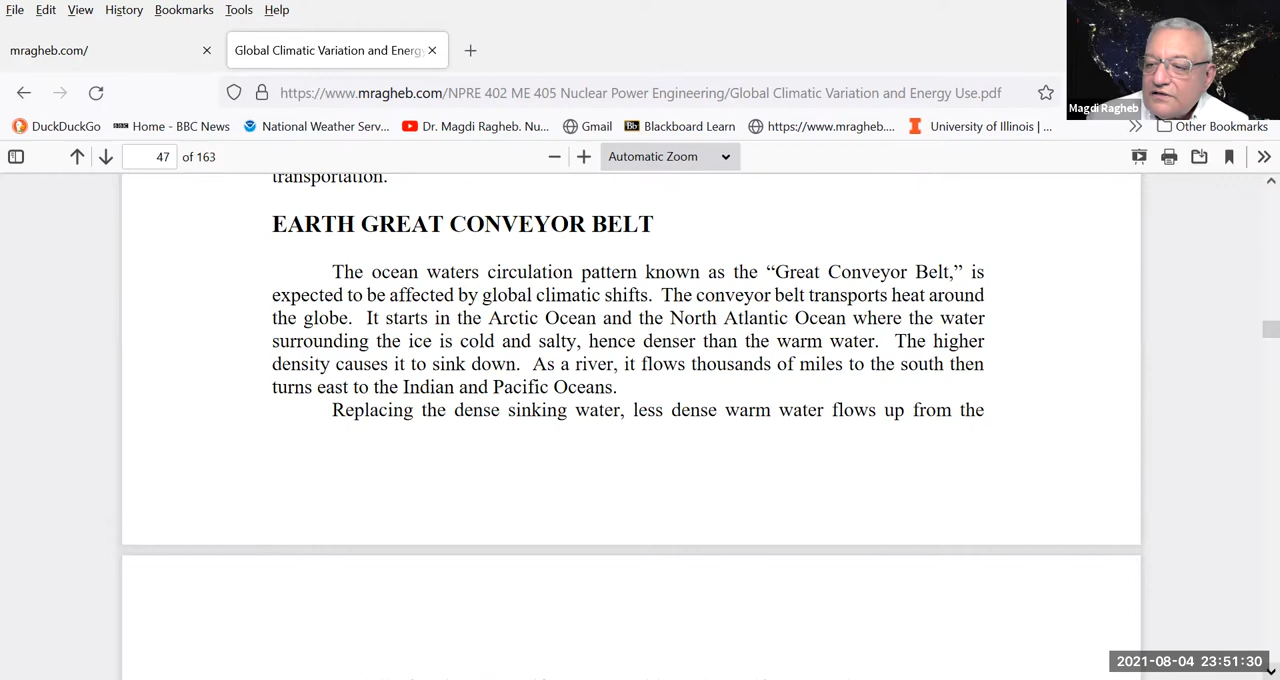 File Edit View History Bookmarks Tools Help
mragheb.com/
Global Climatic Variation and Energy
https://www.mragheb.com/NPRE 402 ME 405 Nuclear Power Engineering/Global Climatic Variation and Energy Use.pdf
Magdi Ragheb
DuckDuckGo BBC Home - BBC News National Weather Serv... Dr. Magdi Ragheb. Nu... Gmail Bb Blackboard Learn https://www.mragheb.... I University of Illinois |... Other Bookmarks
47 of 163 Automatic Zoom
transportation.
EARTH GREAT CONVEYOR BELT
The ocean waters circulation pattern known as the “Great Conveyor Belt,” is
expected to be affected by global climatic shifts. The conveyor belt transports heat around
the globe. It starts in the Arctic Ocean and the North Atlantic Ocean where the water
surrounding the ice is cold and salty, hence denser than the warm water. The higher
density causes it to sink down. As a river, it flows thousands of miles to the south then
turns east to the Indian and Pacific Oceans.
Replacing the dense sinking water, less dense warm water flows up from the
2021-08-04 23:51:30